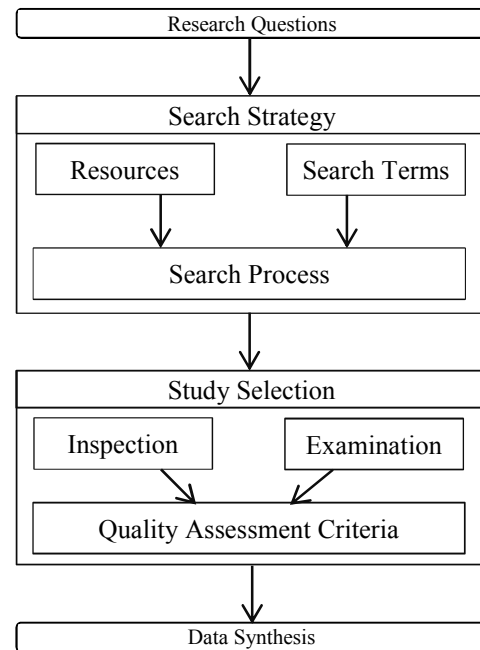 Research Questions
Search Strategy
Resources
Search Terms
Search Process
Study Selection
Inspection
Examination
Quality Assessment Criteria
Data Synthesis